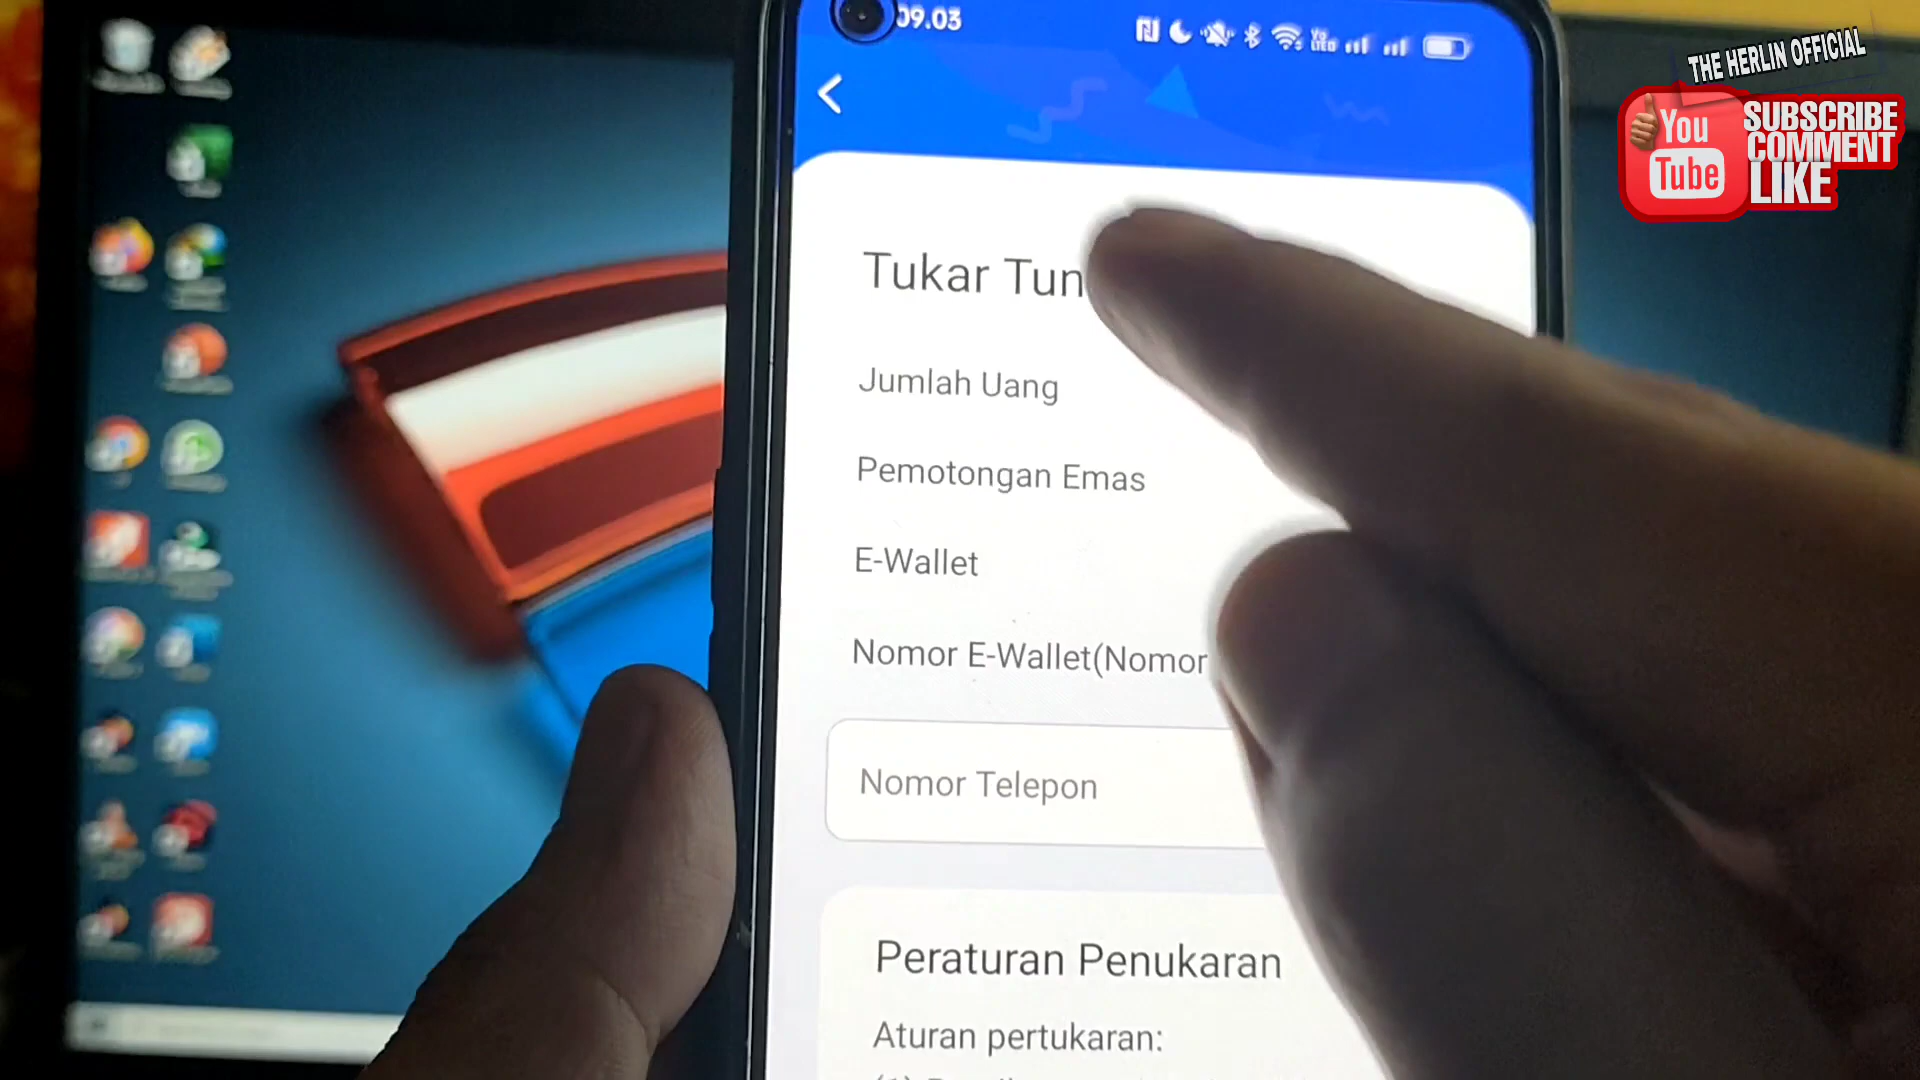 09.03
THE HERLIN OFFICIAL
You
Tube
SUBSCRIBE
COMMENT
LIKE
Tukar Tun
Jumlah Uang
Pemotongan Emas
E-Wallet
Nomor E-Wallet(Nomor
Nomor Telepon
Peraturan Penukaran
Aturan pertukaran: